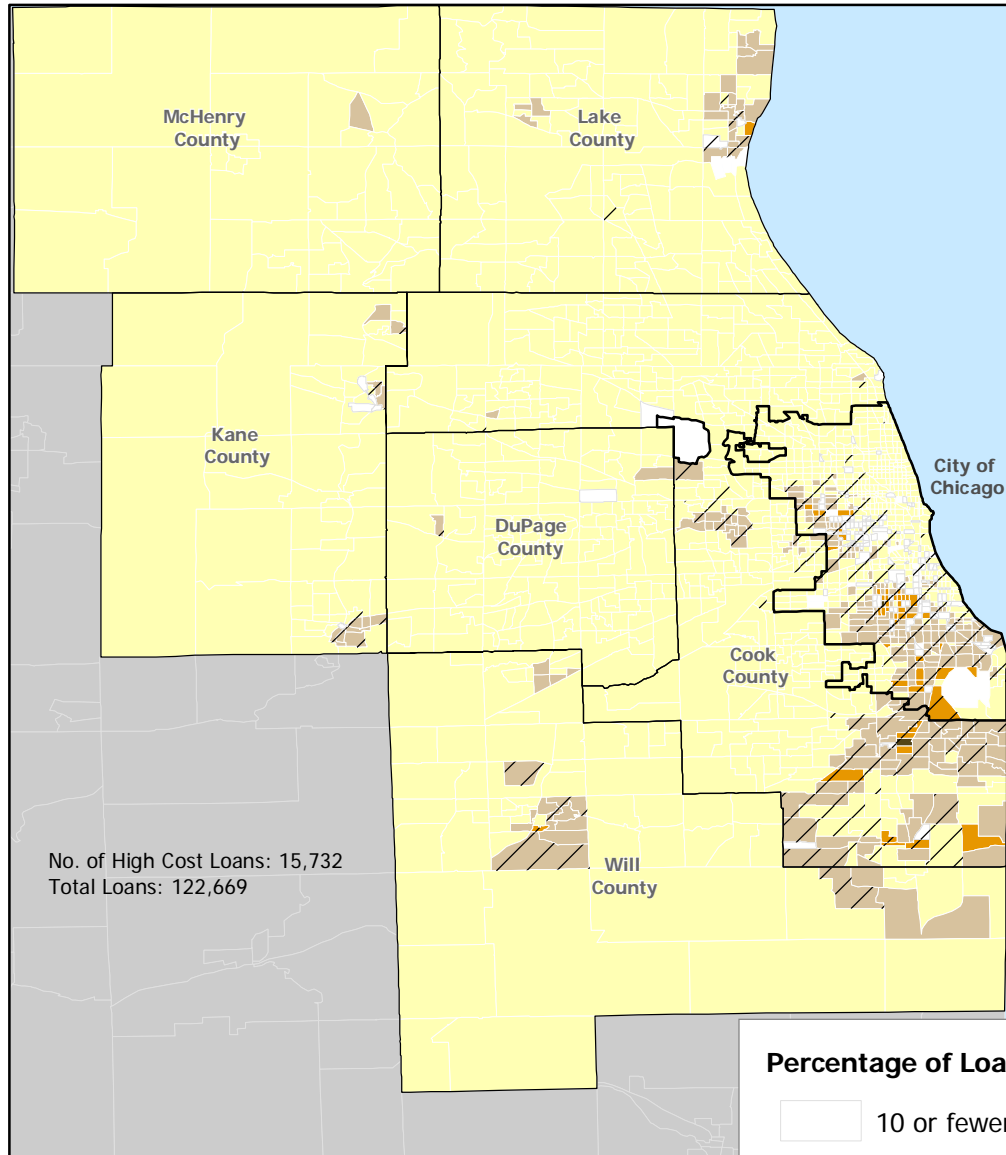 McHenry
County
Lake
County
Kane
County
DuPage
County
City of
Chicago
Cook
County
Will
County
No. of High Cost Loans: 15,732
Total Loans: 122,669
Percentage of Loa
10 or fewer